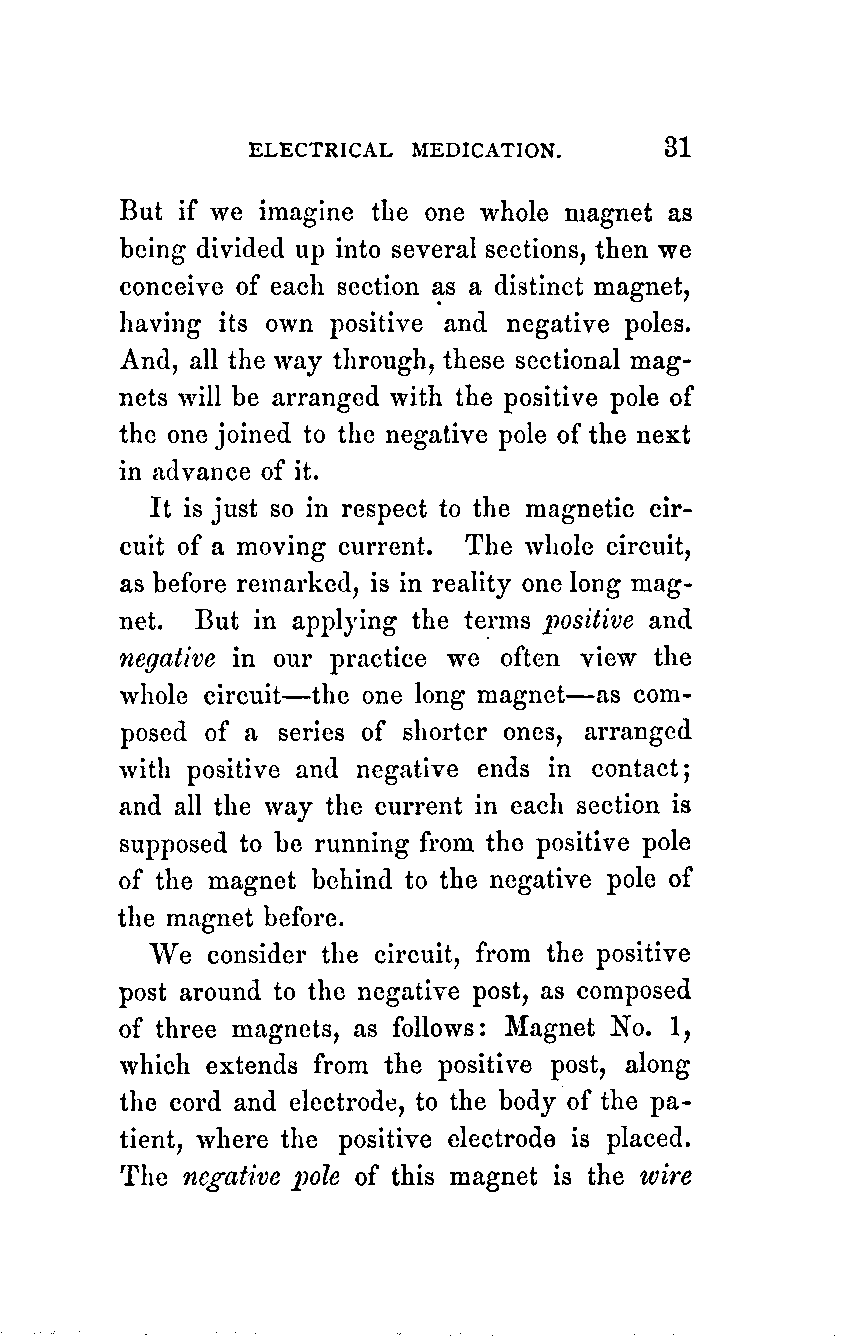 ELECTRICAL MEDICATION. 31
But if we imagine the one whole magnet as
being divided up into several sections, then we
conceive of each section as a distinct magnet,
having its own positive and negative poles.
And, all the way through, these sectional mag-
nets will be arranged with the positive pole of
the one joined to the negative pole of the next
in advance of it.
It is just so in respect to the magnetic cir-
cuit of a moving current. The whole circuit,
as before remarked, is in reality one long mag-
net. But in applying the terms positive and
negative in our practice we often view the
whole circuit—the one long magnet—as com-
posed of a series of shorter ones, arranged
with positive and negative ends in contact;
and all the way the current in each section is
supposed to be running from the positive pole
of the magnet behind to the negative pole of
the magnet before.
We consider the circuit, from the positive
post around to the negative post, as composed
of three magnets, as follows: Magnet No. 1,
which extends from the positive post, along
the cord and electrode, to the body of the pa-
tient, where the positive electrode is placed.
The negative pole of this magnet is the wire